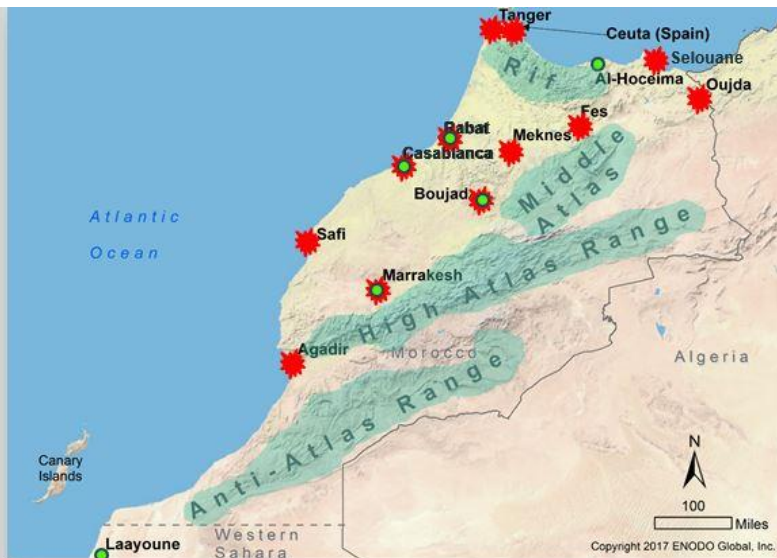 Tanger
Ceuta (Spain)
Selouane
Rif
Al-Hoceima
Oujda
Fes
Rabat
Meknes
Casablanca
Middle
Atlas
Boujad
Atlantic
Ocean
Safi
High Atlas Range
Marrakesh
Agadir
Morocco
Algeria
Anti-Atlas Range
Canary
Islands
N
100
Miles
Western
Sahara
Laayoune
Copyright 2017 ENODO Global, Inc.